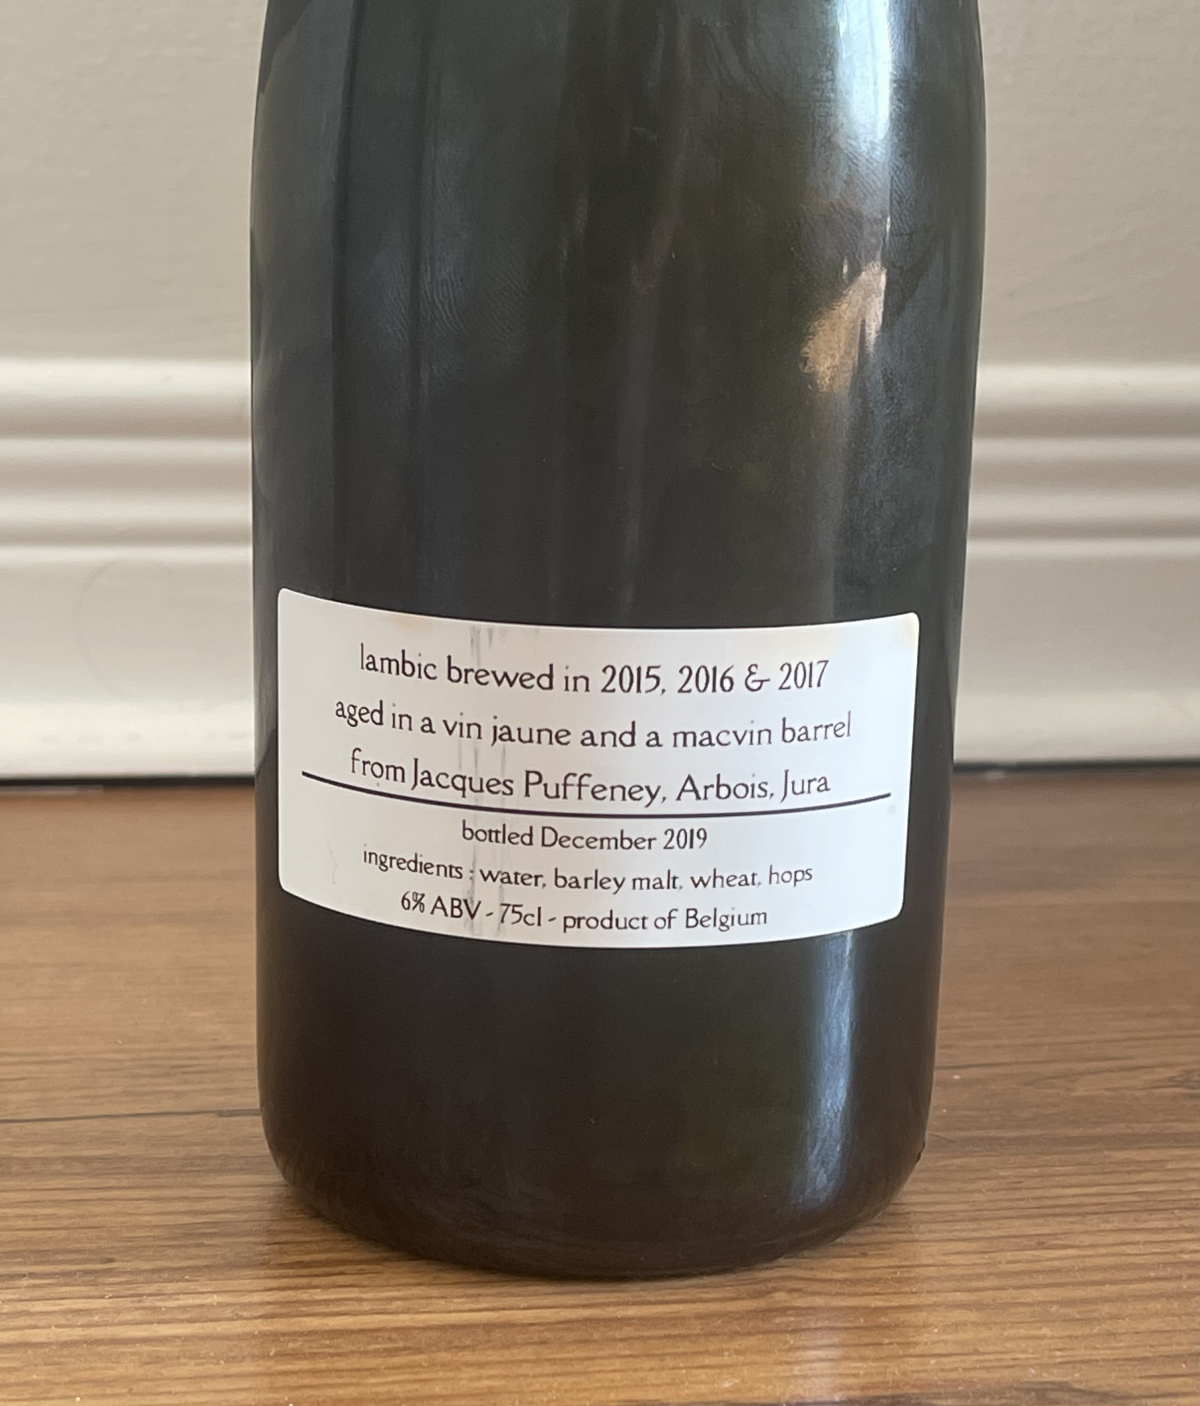 lambic brewed in 2015, 2016 & 2017
aged in a vin jaune and a macvin barrel
from Jacques Puffeney, Arbois, Jura
bottled December 2019
ingredients : water, barley malt, wheat, hops
6% ABV - 75cl - product of Belgium